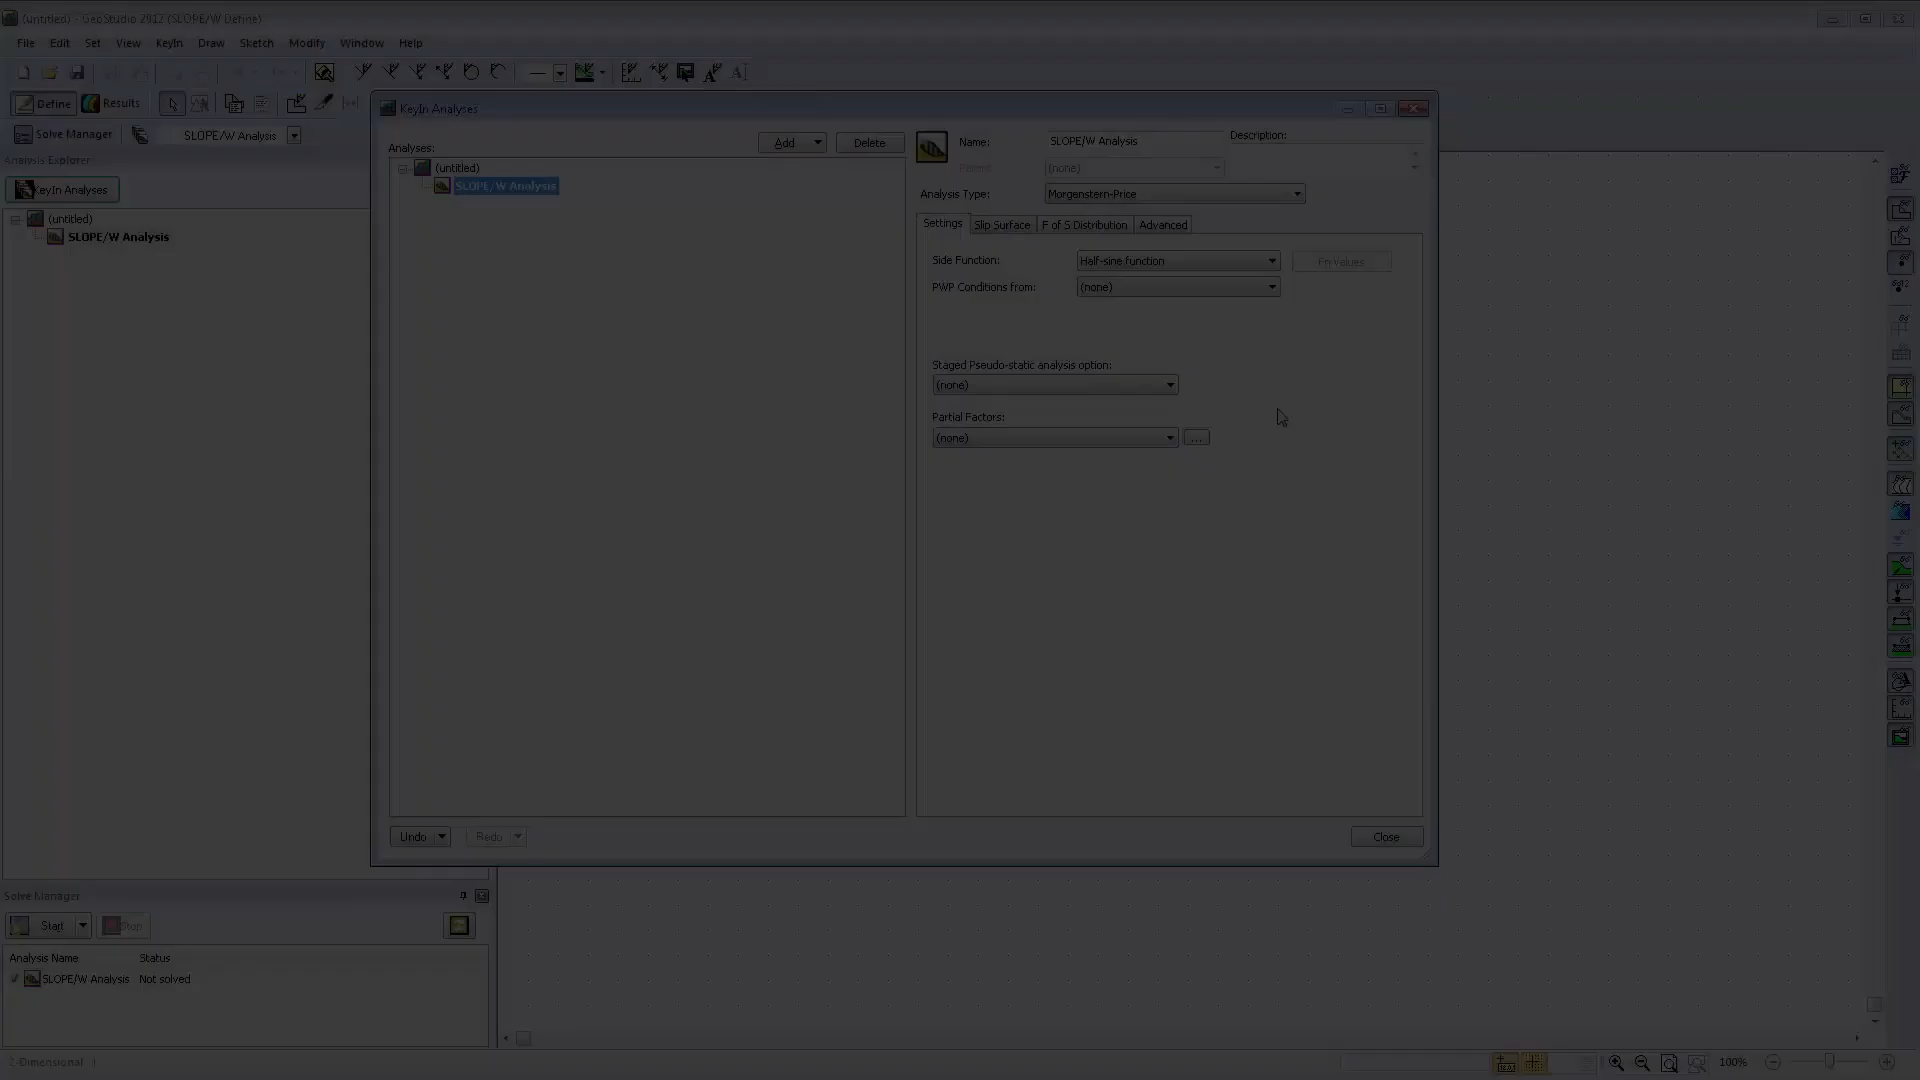 (untitled) - GeoStudio 2012 (SLOPE/W Define)
File Edit Set View KeyIn Draw Sketch Modify Window Help
Define Results
Solve Manager SLOPE/W Analysis
Analysis Explorer
KeyIn Analyses
(untitled)
SLOPE/W Analysis
KeyIn Analyses
Analyses: Add Delete
(untitled)
SLOPE/W Analysis
Name: SLOPE/W Analysis Description:
Parent: (none)
Analysis Type: Morgenstern-Price
Settings Slip Surface F of S Distribution Advanced
Side Function: Half-sine function Fn values
PWP Conditions from: (none)
Staged Pseudo-static analysis option:
(none)
Partial Factors:
(none) ...
Undo Redo Close
Solve Manager
Start Stop
Analysis Name Status
SLOPE/W Analysis Not solved
2-Dimensional
100%